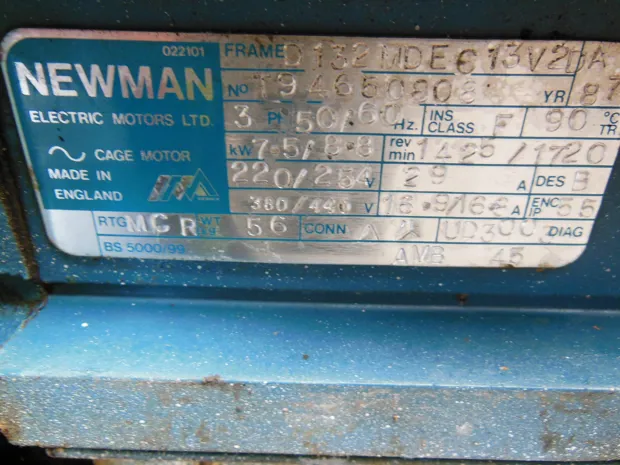 022101 FRAME D132MDE613V2DA
NEWMAN No 19465090 YR 87
ELECTRIC MOTORS LTD. 3 PH 50/60 Hz. INS CLASS F 90 °C TR
CAGE MOTOR kW 7.5/8.8 rev min 1425/1720
MADE IN ENGLAND 220/254 V 29 A DES
380/440 V 16.9/16.6 A ENC IP 55
RTG MCR WT 56 CONN UD300 DIAG
BS 5000/99 AMB 45